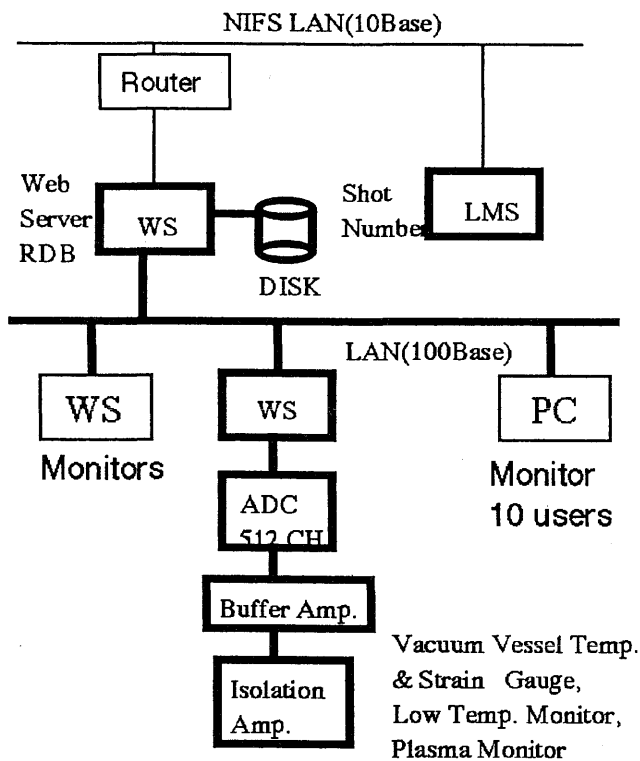 NIFS LAN(10Base)
Router
Web
Server
RDB
WS
DISK
Shot
Number
LMS
LAN(100Base)
WS
Monitors
WS
PC
Monitor
10 users
ADC
512 CH
Buffer Amp.
Isolation
Amp.
Vacuum Vessel Temp.
& Strain Gauge,
Low Temp. Monitor,
Plasma Monitor